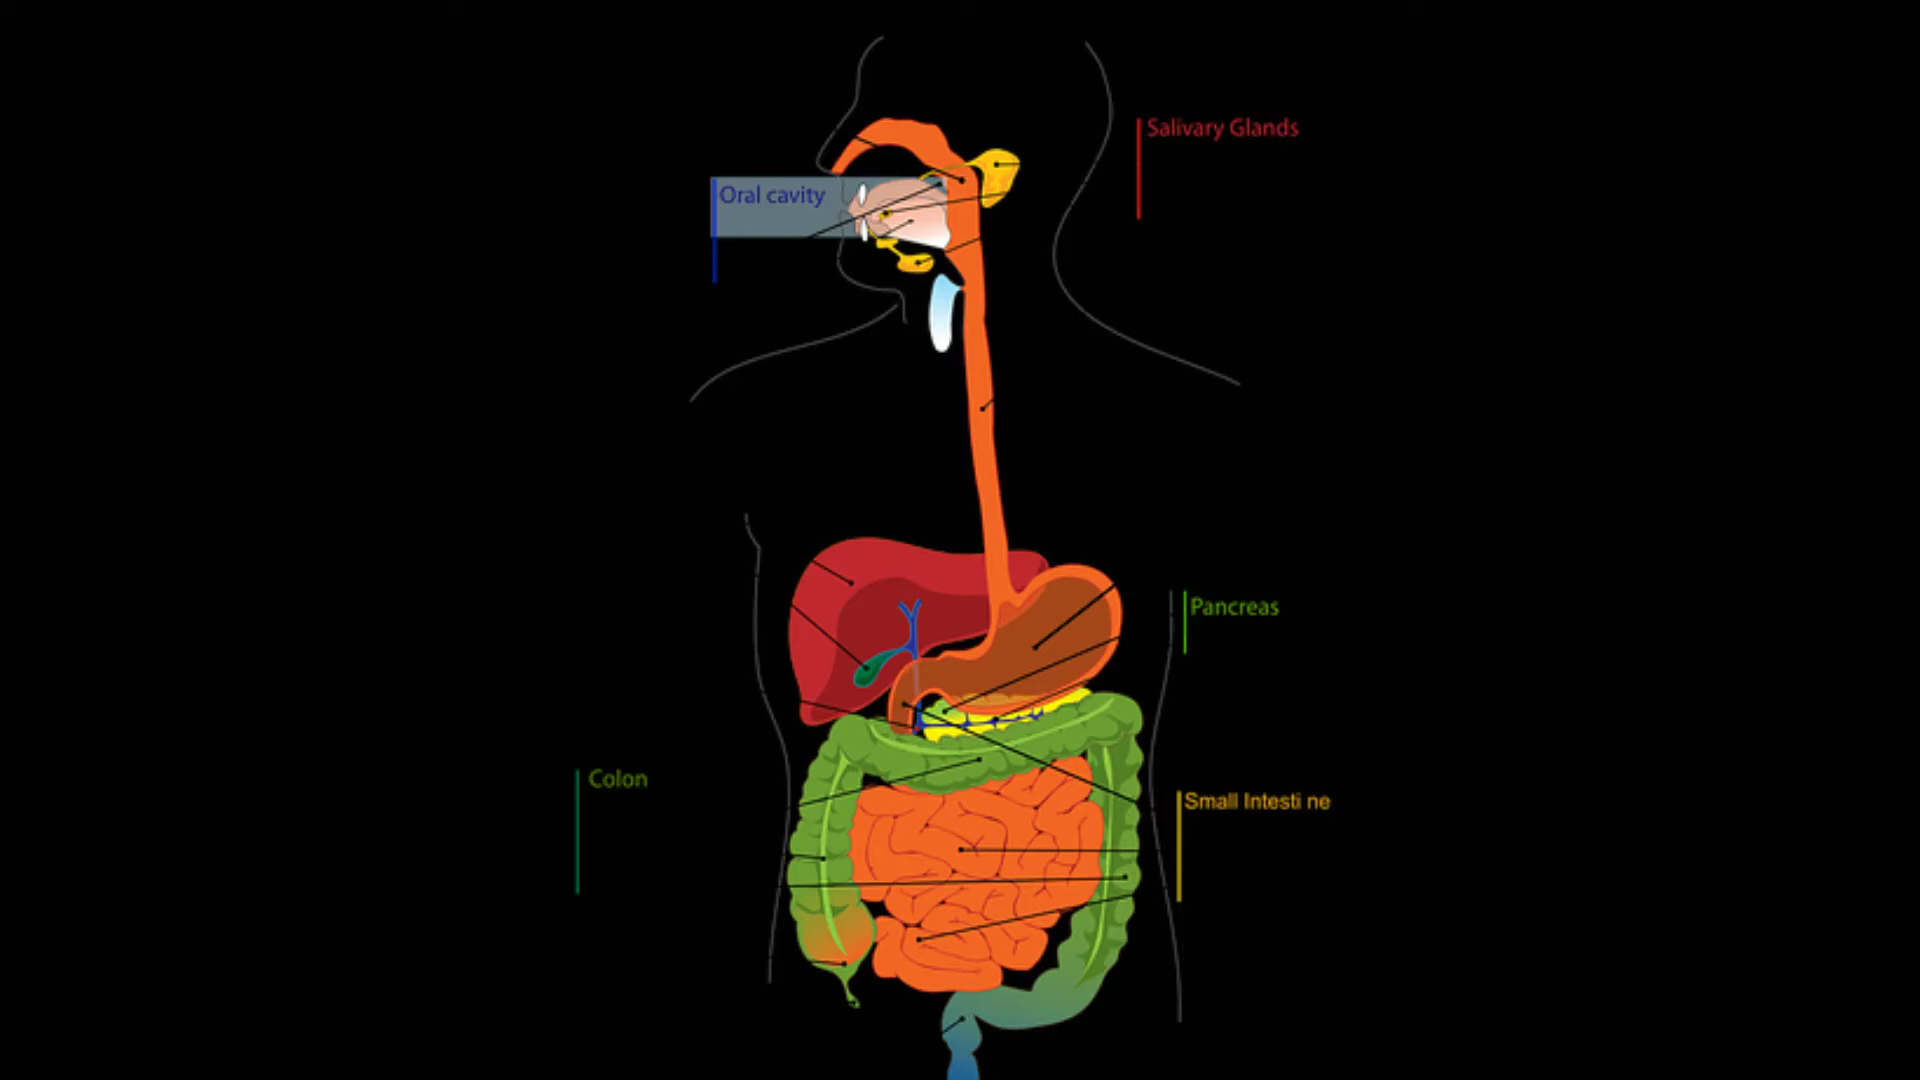 Salivary Glands
Oral cavity
Pancreas
Colon
Small Intesti ne